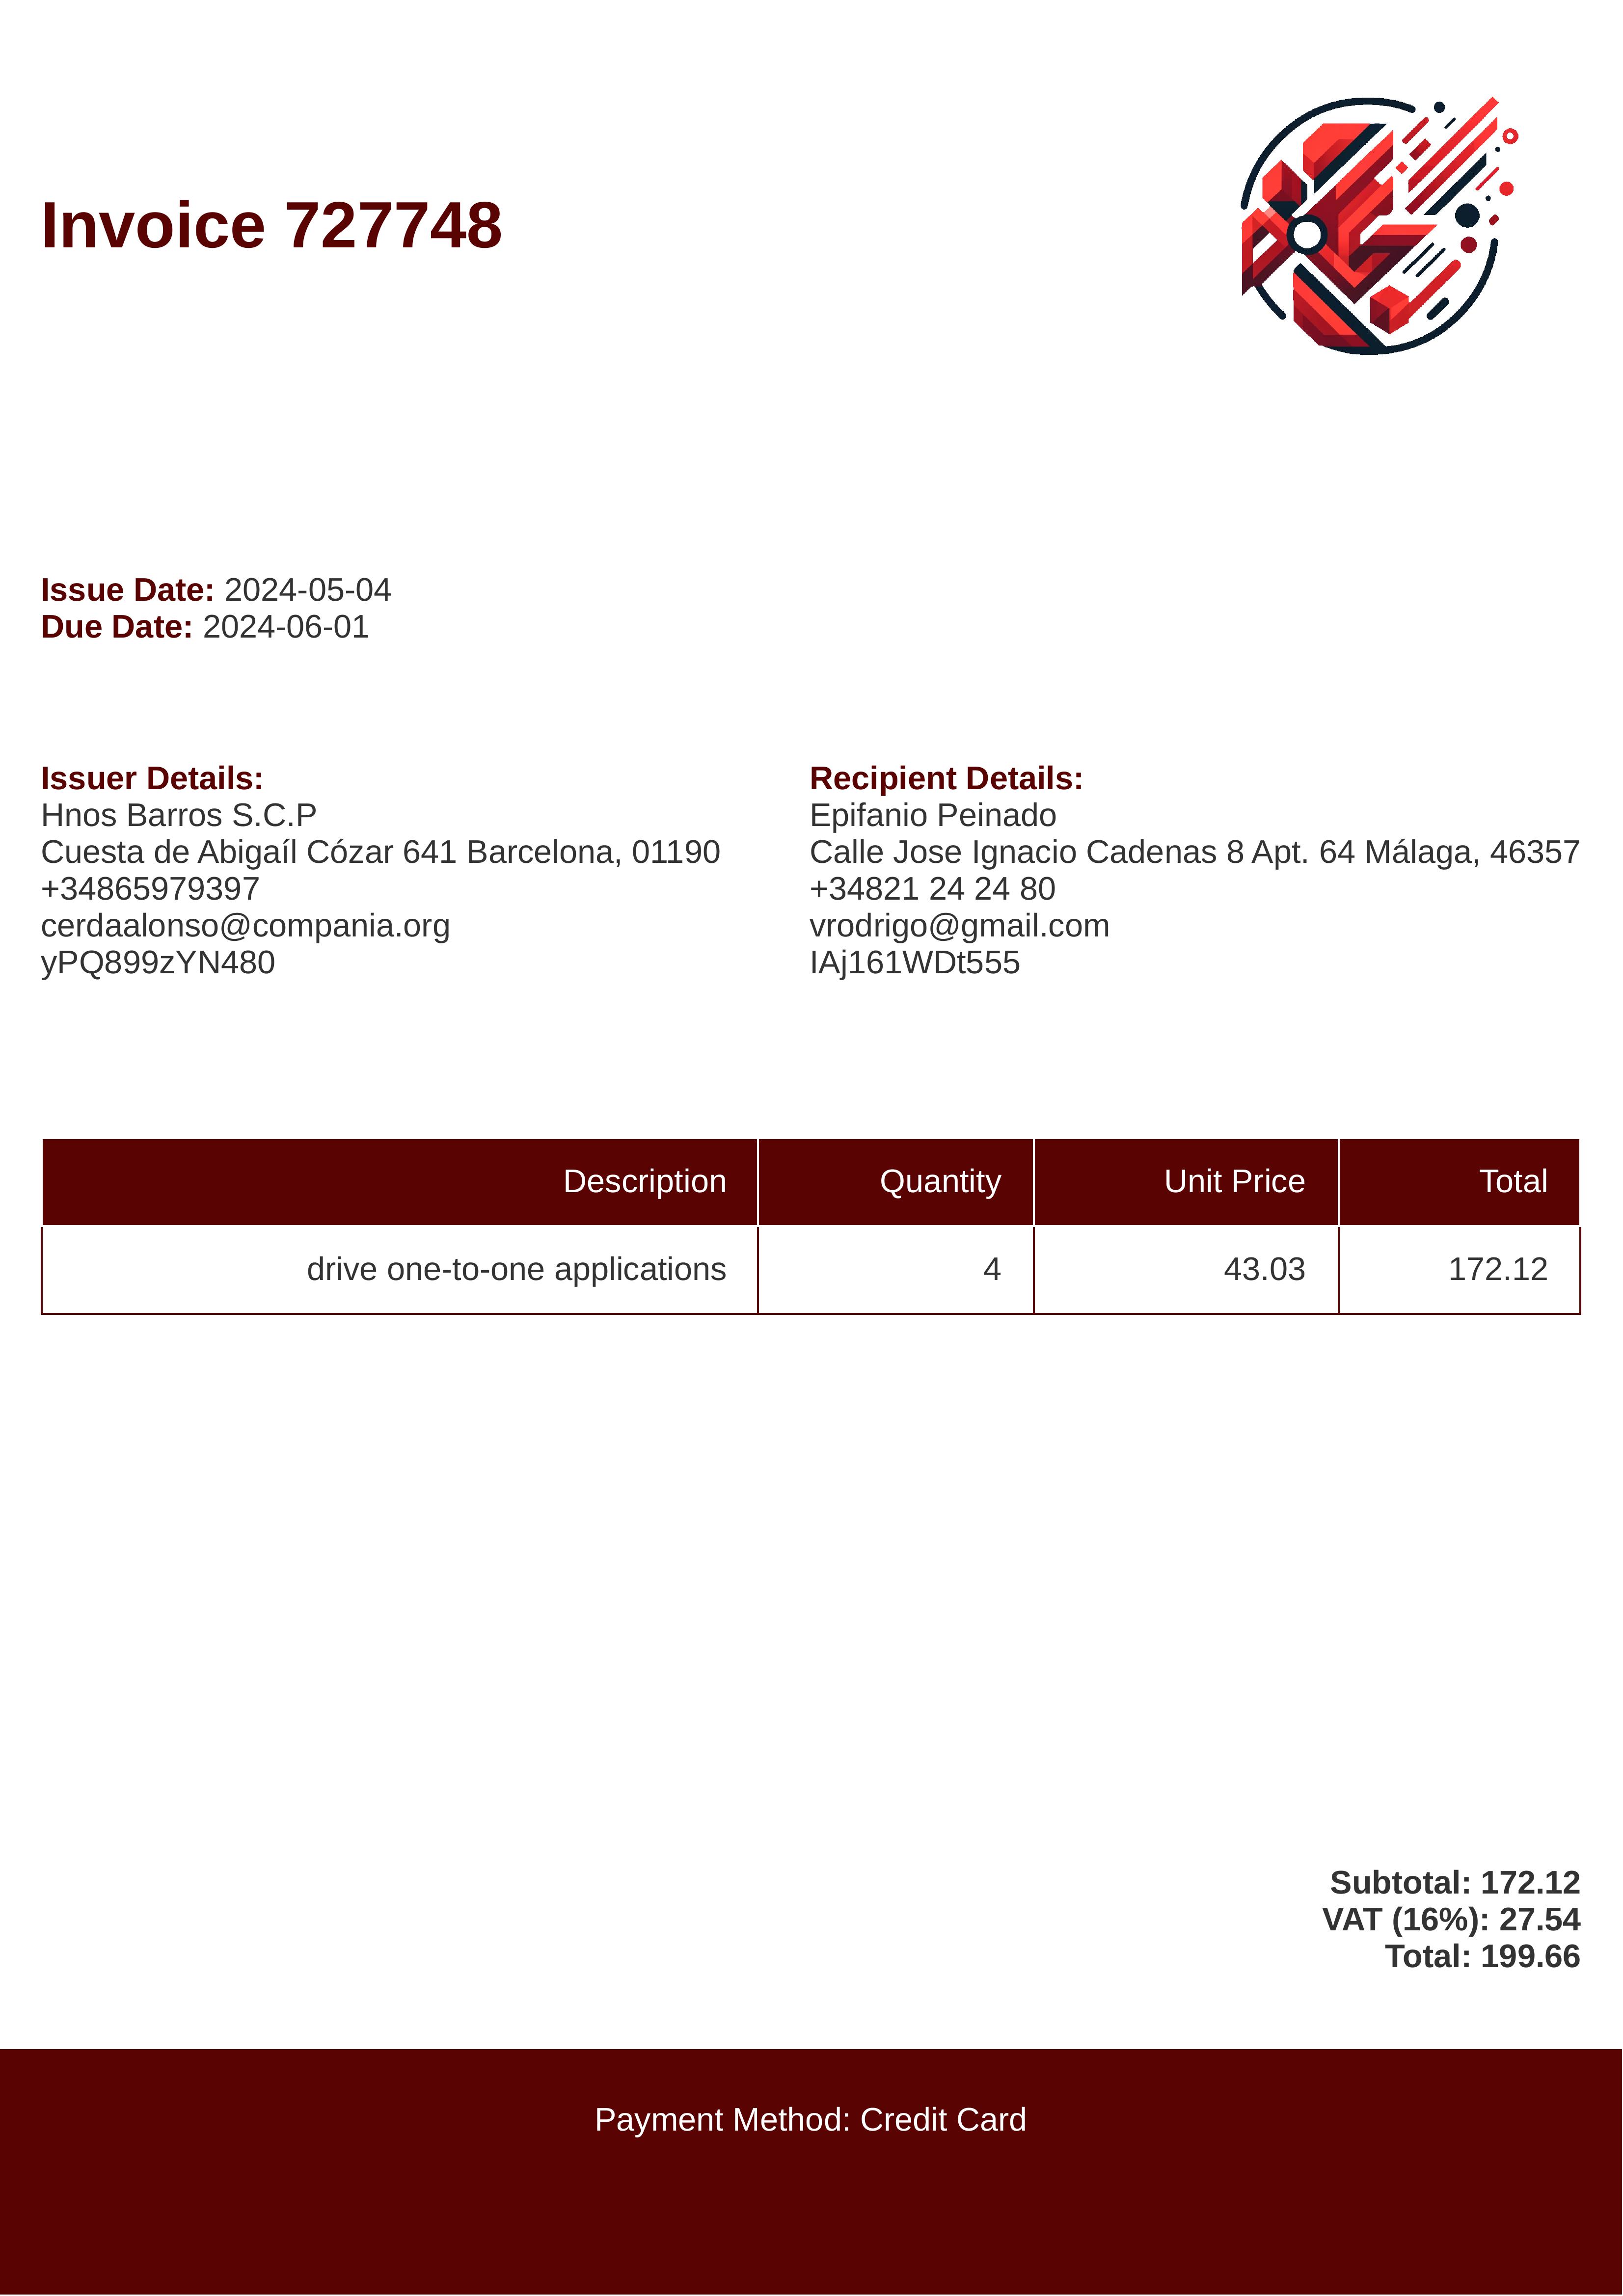 Invoice 727748
Issue Date: 2024-05-04
Due Date: 2024-06-01
Issuer Details:
Hnos Barros S.C.P
Cuesta de Abigaíl Cózar 641 Barcelona, 01190
+34865979397
cerdaalonso@compania.org
yPQ899zYN480
Recipient Details:
Epifanio Peinado
Calle Jose Ignacio Cadenas 8 Apt. 64 Málaga, 46357
+34821 24 24 80
vrodrigo@gmail.com
IAj161WDt555
Description Quantity Unit Price Total
drive one-to-one applications 4 43.03 172.12
Subtotal: 172.12
VAT (16%): 27.54
Total: 199.66
Payment Method: Credit Card